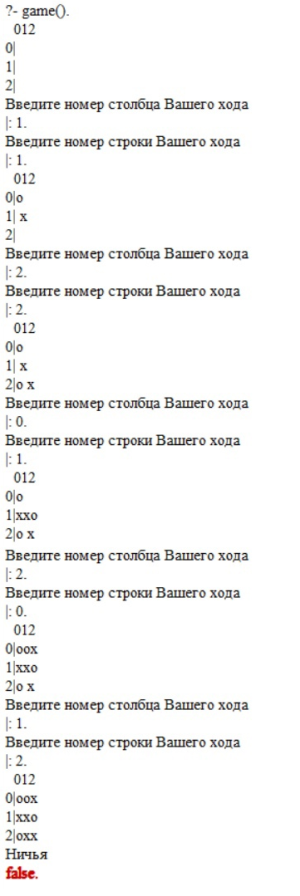 ?- game().
012
0|
1|
2|
Введите номер столбца Вашего хода
|: 1.
Введите номер строки Вашего хода
|: 1.
012
0|o
1| x
2|
Введите номер столбца Вашего хода
|: 2.
Введите номер строки Вашего хода
|: 2.
012
0|o
1| x
2|o x
Введите номер столбца Вашего хода
|: 0.
Введите номер строки Вашего хода
|: 1.
012
0|o
1|xxo
2|o x
Введите номер столбца Вашего хода
|: 2.
Введите номер строки Вашего хода
|: 0.
012
0|oox
1|xxo
2|o x
Введите номер столбца Вашего хода
|: 1.
Введите номер строки Вашего хода
|: 2.
012
0|oox
1|xxo
2|oxx
Ничья
false.